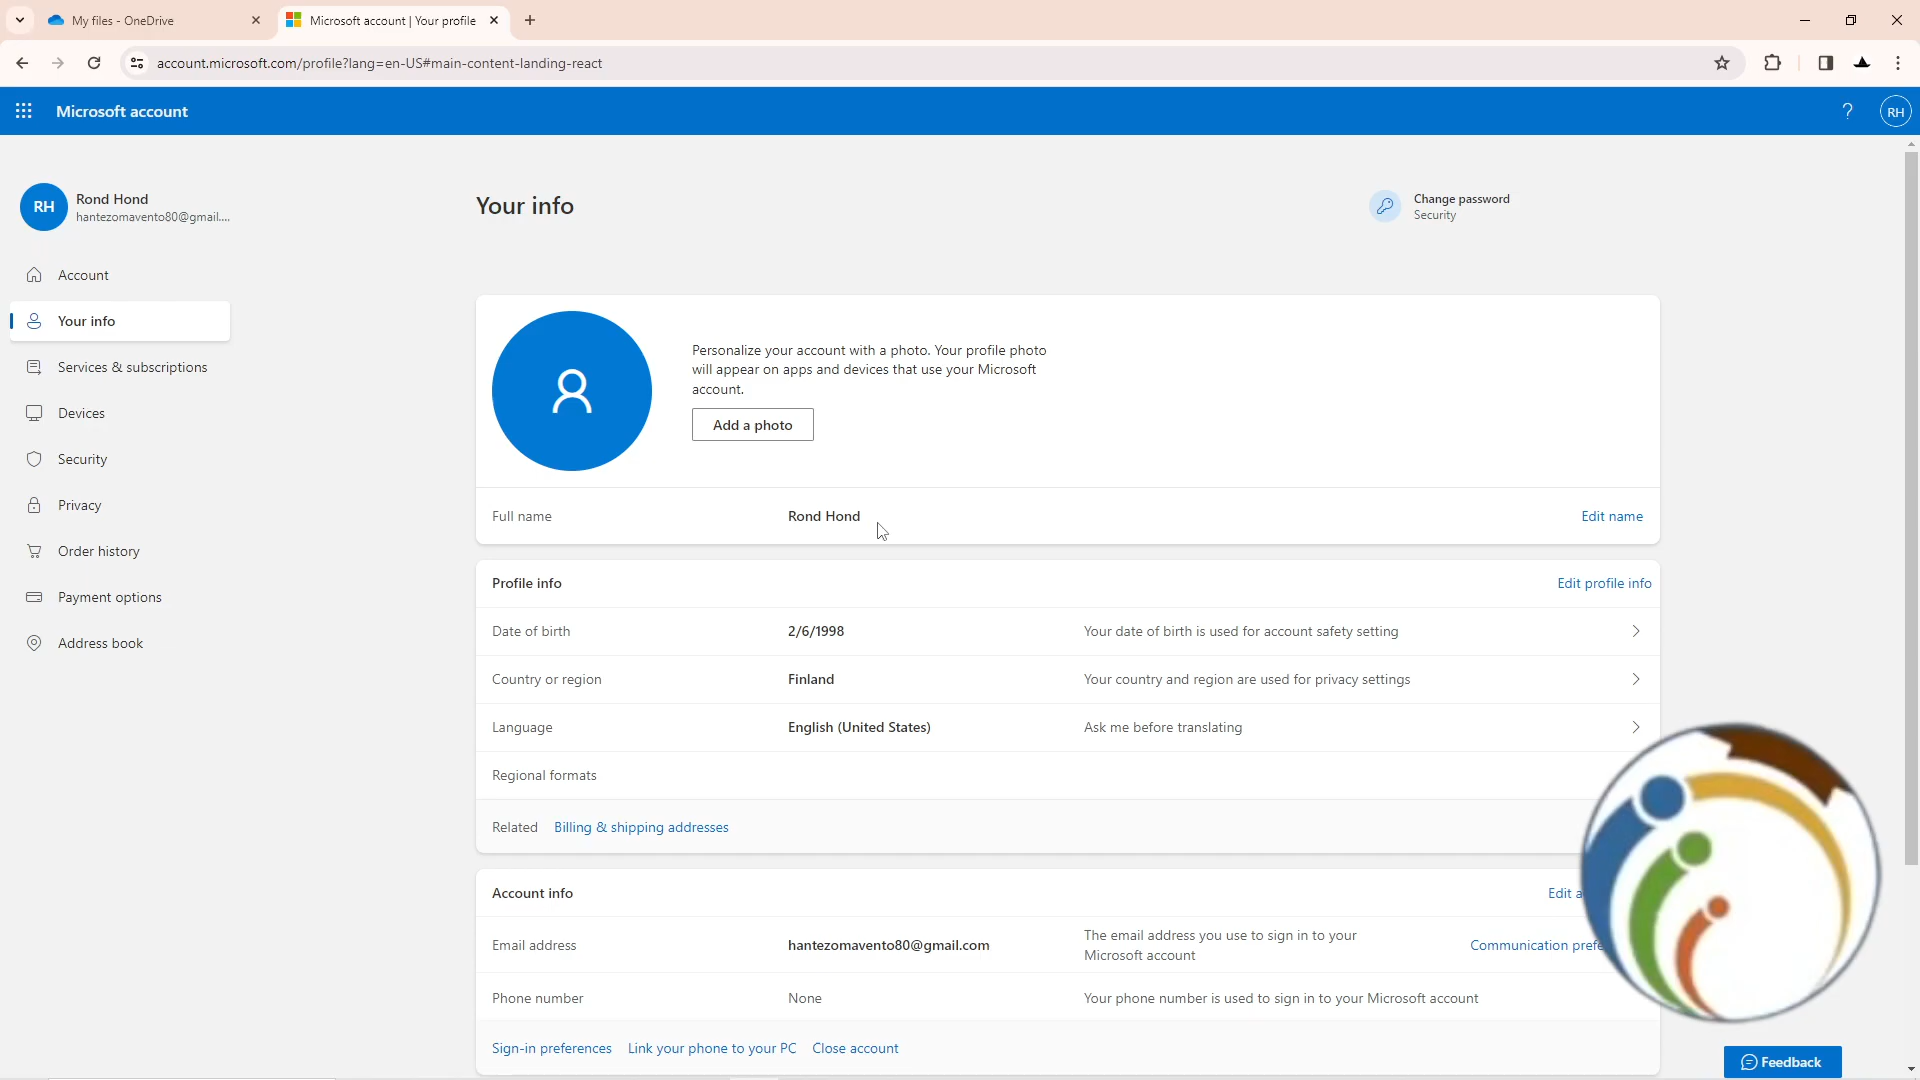 My files - OneDrive
Microsoft account | Your profile
account.microsoft.com/profile?lang=en-US#main-content-landing-react
Microsoft account
?
RH
RH
Rond Hond
hantezomavento80@gmail....
Account
Your info
Services & subscriptions
Devices
Security
Privacy
Order history
Payment options
Address book
Your info
Change password
Security
Personalize your account with a photo. Your profile photo
will appear on apps and devices that use your Microsoft
account.
Add a photo
Full name
Rond Hond
Edit name
Profile info
Edit profile info
Date of birth
2/6/1998
Your date of birth is used for account safety setting
Country or region
Finland
Your country and region are used for privacy settings
Language
English (United States)
Ask me before translating
Regional formats
Related
Billing & shipping addresses
Account info
Edit
Email address
hantezomavento80@gmail.com
The email address you use to sign in to your
Microsoft account
Communication
Phone number
None
Your phone number is used to sign in to your Microsoft account
Sign-in preferences
Link your phone to your PC
Close account
Feedback